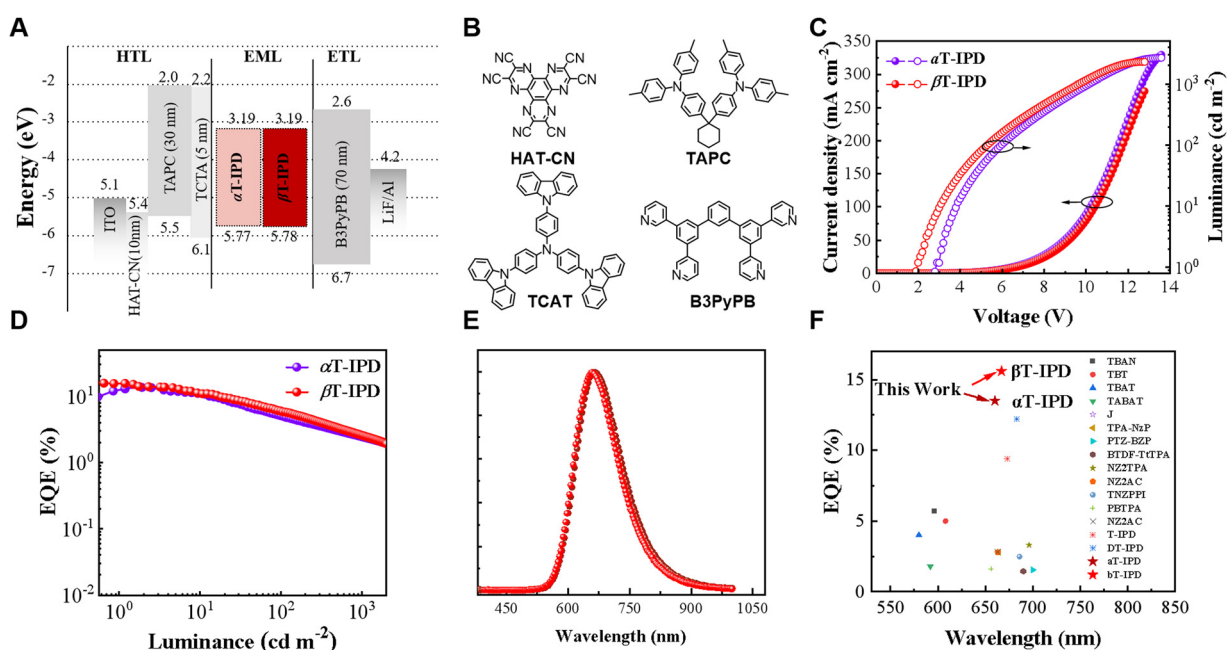 A
HTL
EML
ETL
Energy (eV)
-2
-3
-4
-5
-6
-7
2.0
2.2
2.6
3.19
3.19
4.2
5.1
5.4
5.5
6.1
5.77
5.78
6.7
ITO
HAT-CN(10nm)
TAPC (30 nm)
TCTA (5 nm)
αT-IPD
βT-IPD
B3PyPB (70 nm)
LiF/Al
B
HAT-CN
TAPC
TCAT
B3PyPB
C
αT-IPD
βT-IPD
Current density (mA cm-2)
350
325
300
250
200
150
100
50
0
0 2 4 6 8 10 12 14
Voltage (V)
Luminance (cd m-2)
10³
10²
10¹
10⁰
D
αT-IPD
βT-IPD
EQE (%)
10¹
10⁰
10⁻¹
10⁻²
10⁰ 10¹ 10² 10³
Luminance (cd m⁻²)
E
450 600 750 900 1050
Wavelength (nm)
F
This Work
βT-IPD
αT-IPD
EQE (%)
15
10
5
0
550 600 650 700 750 800 850
Wavelength (nm)
TBAN
TBT
TBAT
TABAT
J
TPA-NzP
PTZ-BZP
BTDF-TtTPA
NZ2TPA
NZ2AC
TNZPPI
PBTPA
NZ2AC
T-IPD
DT-IPD
aT-IPD
bT-IPD